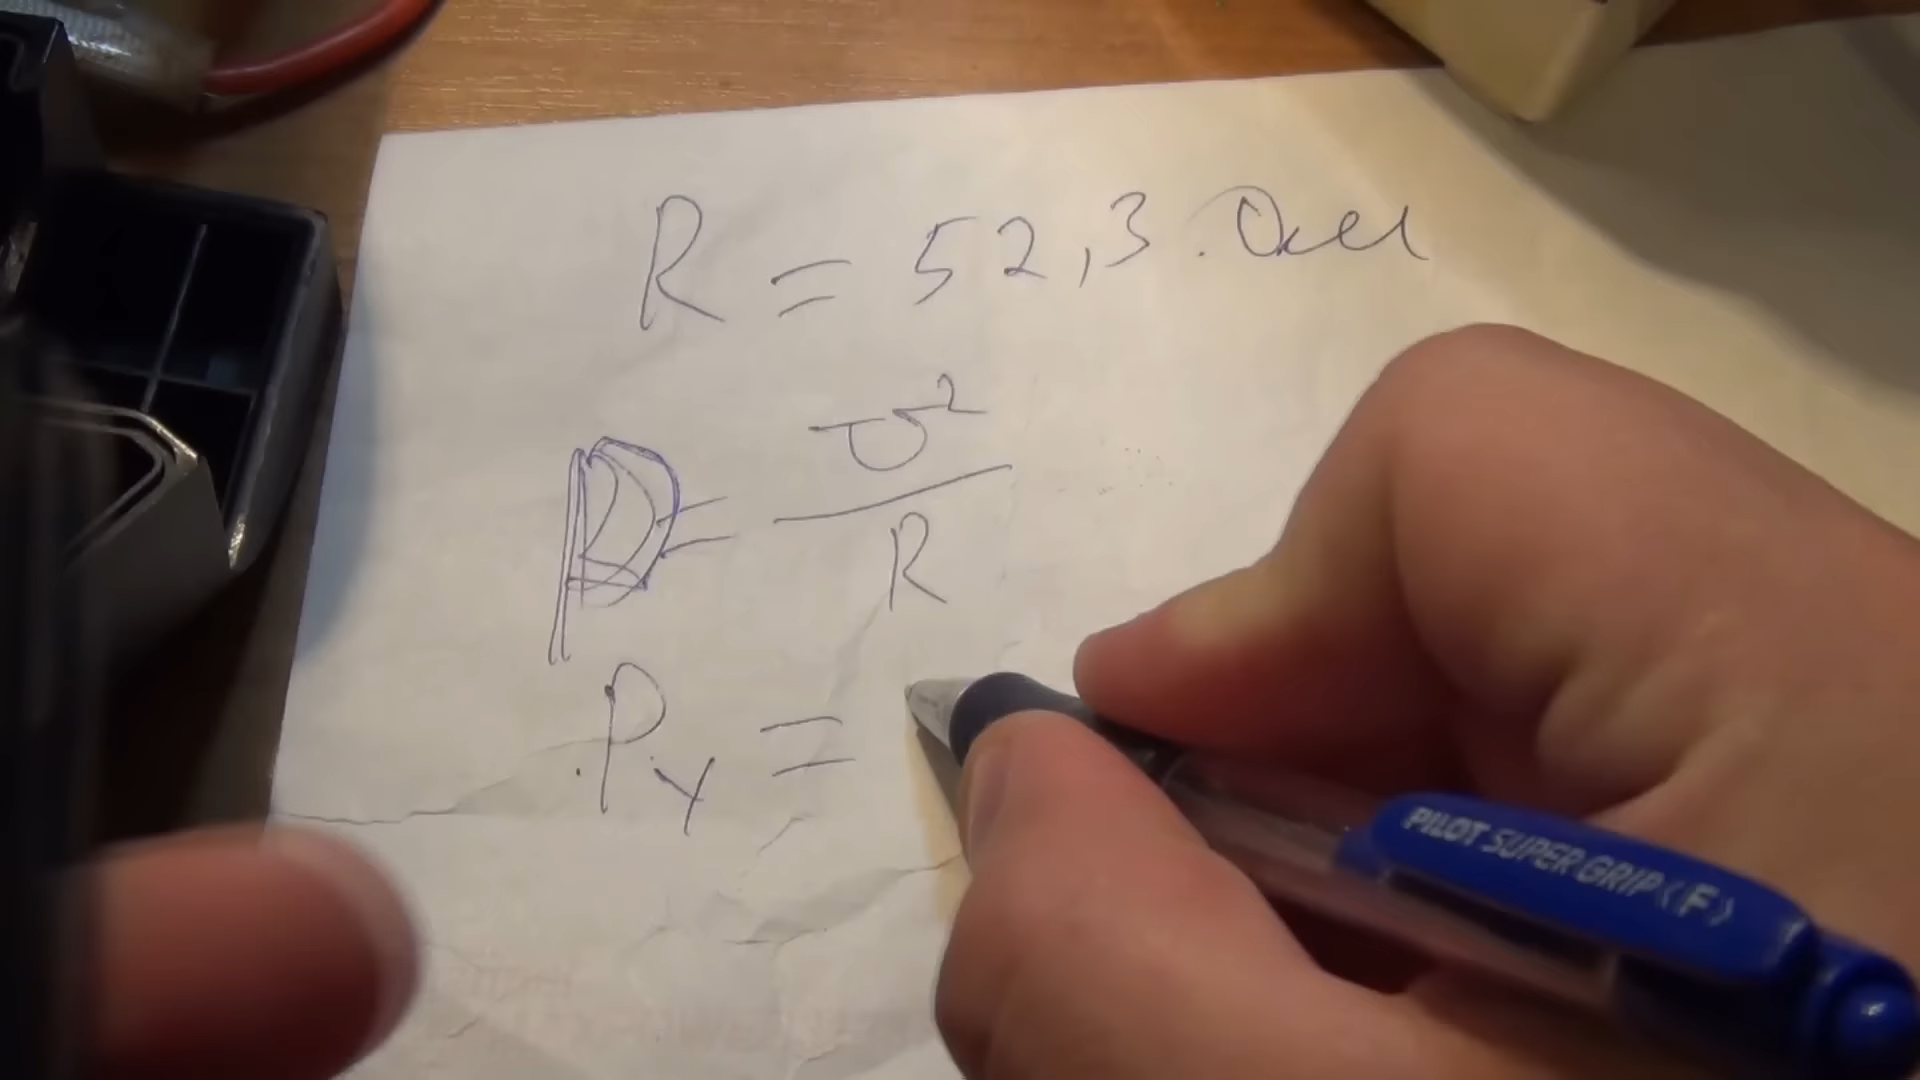 R = 52,3 Ом
P = U²
R
Pу =
PILOT SUPER GRIP (F)